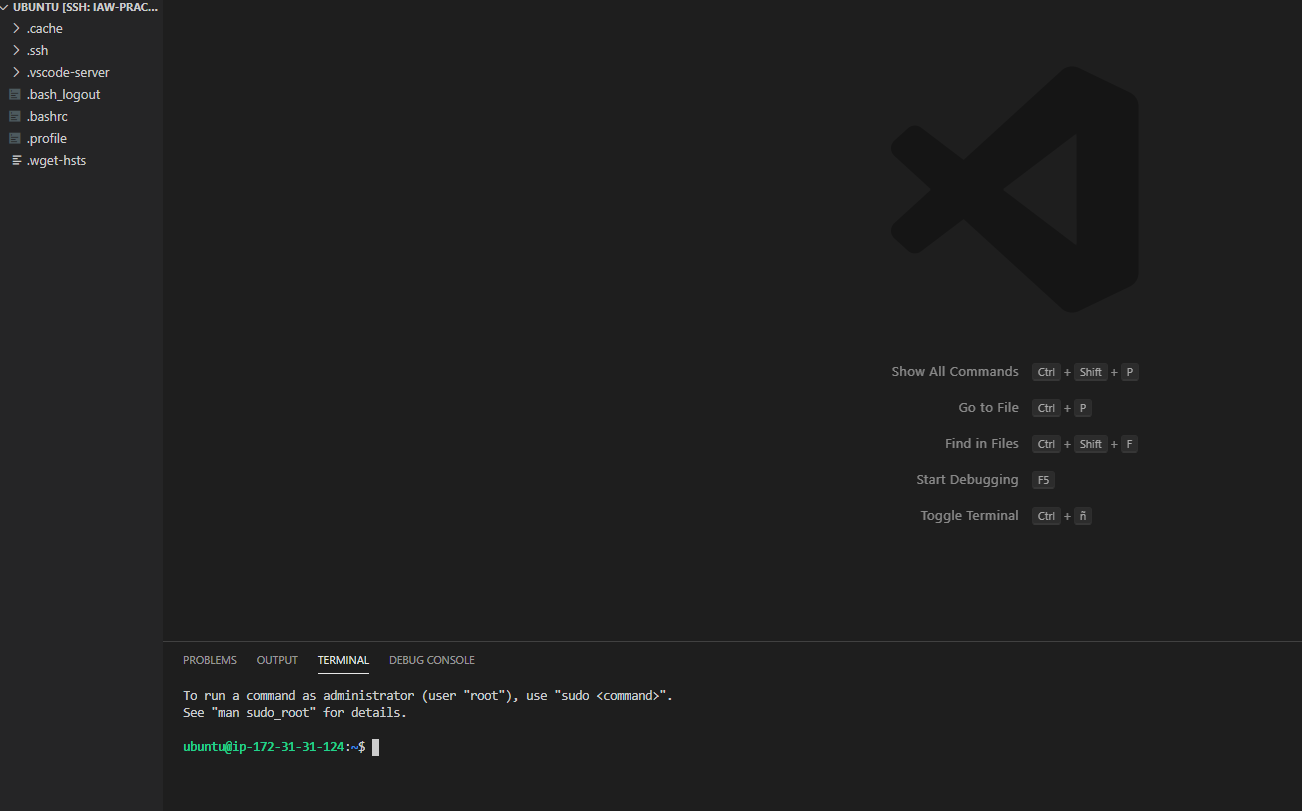 UBUNTU [SSH: IAW-PRAC...
.cache
.ssh
.vscode-server
.bash_logout
.bashrc
.profile
.wget-hsts
Show All Commands Ctrl + Shift + P
Go to File Ctrl + P
Find in Files Ctrl + Shift + F
Start Debugging F5
Toggle Terminal Ctrl + ñ
PROBLEMS OUTPUT TERMINAL DEBUG CONSOLE
To run a command as administrator (user "root"), use "sudo <command>".
See "man sudo_root" for details.
ubuntu@ip-172-31-31-124:~$